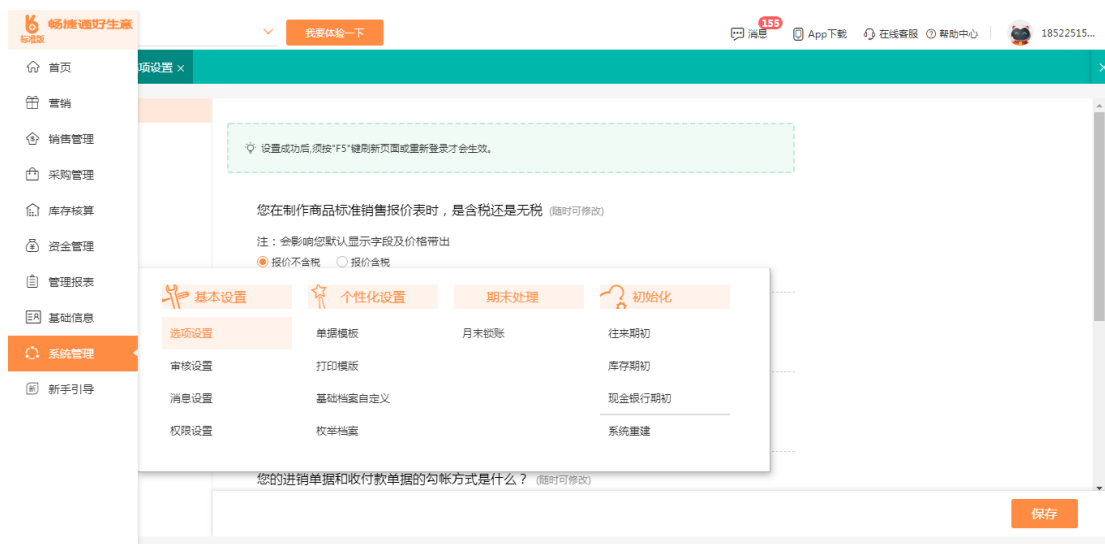 畅捷通好生意
标准版
我要体验一下
消息
155
App下载
在线客服
帮助中心
18522515...
首页
项设置 ×
营销
销售管理
采购管理
库存核算
资金管理
管理报表
基础信息
系统管理
新手引导
设置成功后,须按"F5"键刷新页面或重新登录才会生效。
您在制作商品标准销售报价表时，是含税还是无税 (随时可修改)
注：会影响您默认显示字段及价格带出
报价不含税 报价含税
基本设置 个性化设置 期末处理 初始化
选项设置 单据模板 月末锁账 往来期初
审核设置 打印模版 库存期初
消息设置 基础档案自定义 现金银行期初
权限设置 枚举档案 系统重建
您的进销单据和收付款单据的勾帐方式是什么？ (随时可修改)
保存